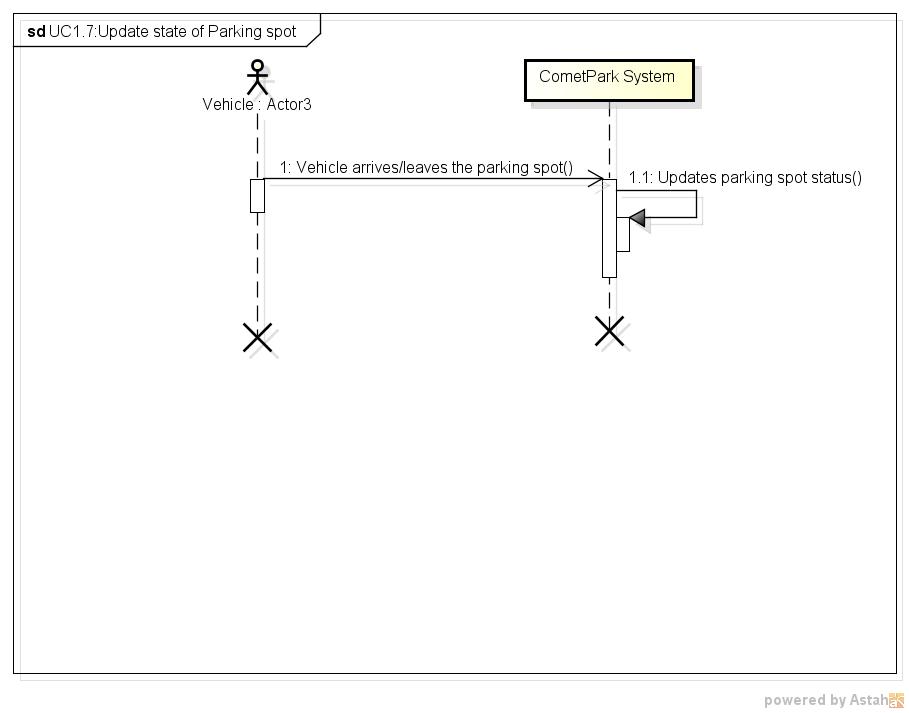 sd UC1.7:Update state of Parking spot
Vehicle : Actor3
CometPark System
1: Vehicle arrives/leaves the parking spot()
1.1: Updates parking spot status()
powered by Astah